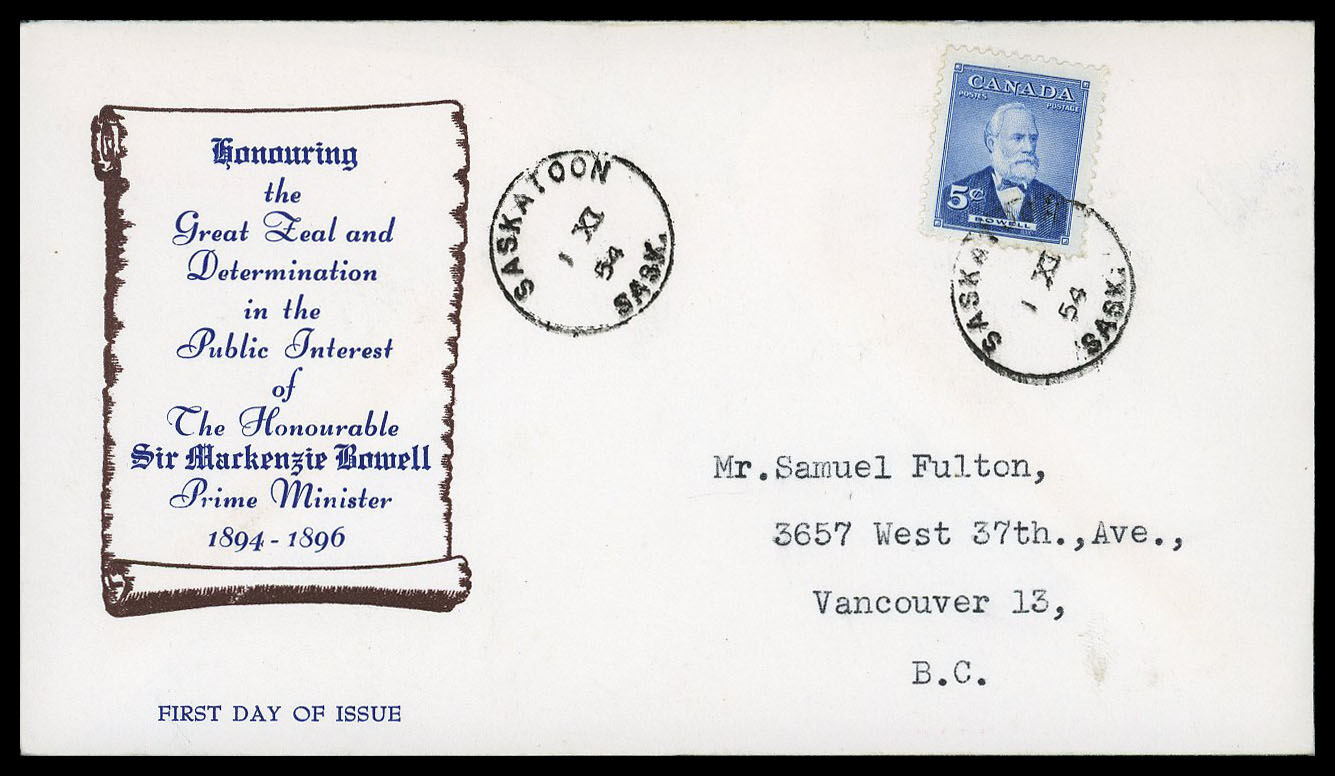 Honouring
the
Great Zeal and
Determination
in the
Public Interest
of
The Honourable
Sir Mackenzie Bowell
Prime Minister
1894 - 1896
FIRST DAY OF ISSUE
SASKATOON
1 XI 54
SASK.
CANADA
POSTES POSTAGE
5¢
BOWELL
1 XI 54
SASK.
Mr. Samuel Fulton,
3657 West 37th., Ave.,
Vancouver 13,
B.C.